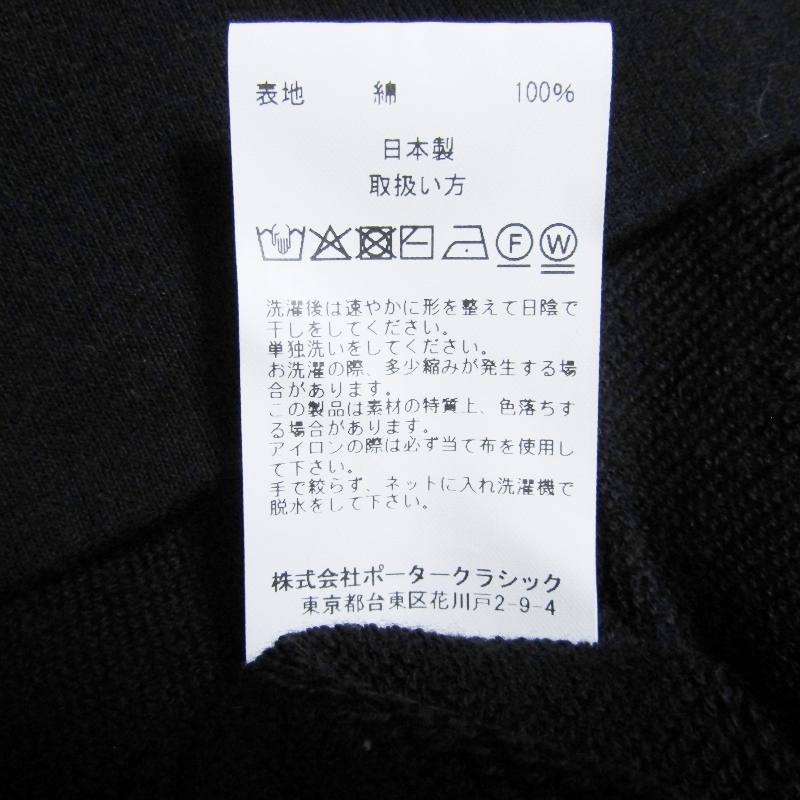 表地 綿 100%
日本製
取扱い方
F W
洗濯後は速やかに形を整えて日陰で
干しをしてください。
単独洗いをしてください。
お洗濯の際、多少縮みが発生する場
合があります。
この製品は素材の特質上、色落ちす
る場合があります。
アイロンの際は必ず当て布を使用し
て下さい。
手で絞らず、ネットに入れ洗濯機で
脱水をして下さい。
株式会社ポータークラシック
東京都台東区花川戸2-9-4